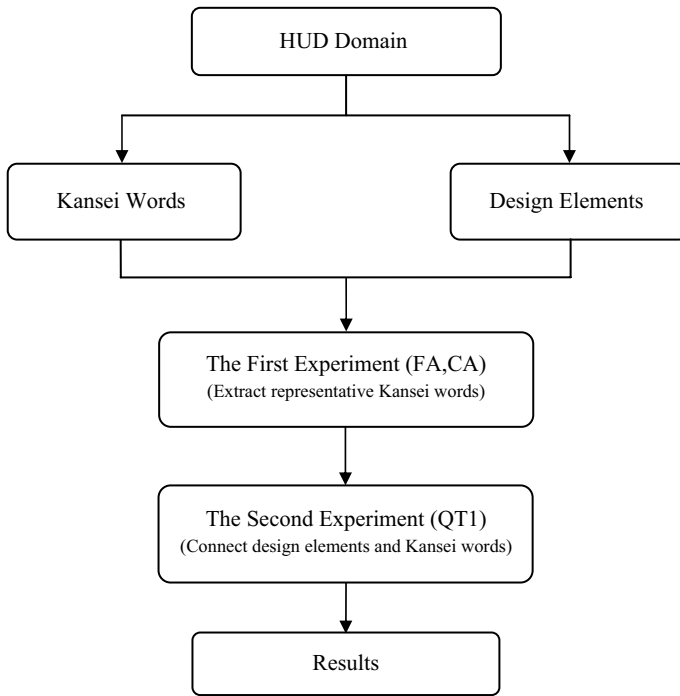 HUD Domain
Kansei Words
Design Elements
The First Experiment (FA,CA)
(Extract representative Kansei words)
The Second Experiment (QT1)
(Connect design elements and Kansei words)
Results